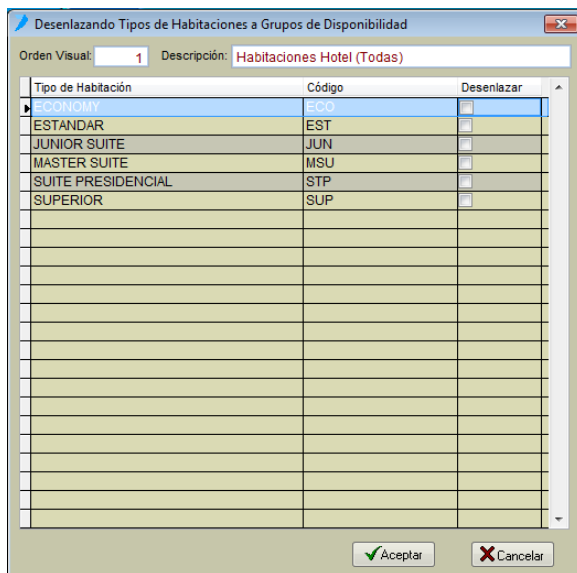 Desenlazando Tipos de Habitaciones a Grupos de Disponibilidad
Orden Visual: 1 Descripción: Habitaciones Hotel (Todas)
Tipo de Habitación Código Desenlazar
ECONOMY ECO
ESTANDAR EST
JUNIOR SUITE JUN
MASTER SUITE MSU
SUITE PRESIDENCIAL STP
SUPERIOR SUP
Aceptar Cancelar